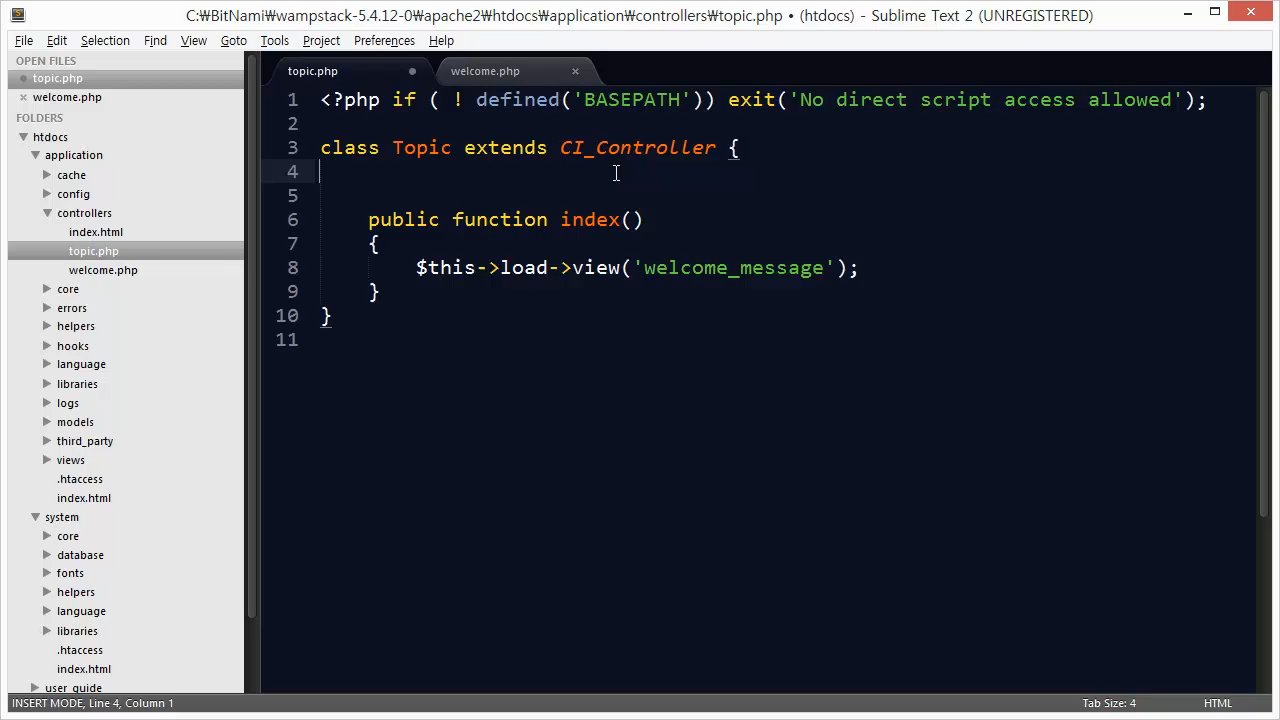 C:₩BitNami₩wampstack-5.4.12-0₩apache2₩htdocs₩application₩controllers₩topic.php • (htdocs) - Sublime Text 2 (UNREGISTERED)
File Edit Selection Find View Goto Tools Project Preferences Help
OPEN FILES
topic.php
welcome.php
FOLDERS
htdocs
application
cache
config
controllers
index.html
topic.php
welcome.php
core
errors
helpers
hooks
language
libraries
logs
models
third_party
views
.htaccess
index.html
system
core
database
fonts
helpers
language
libraries
.htaccess
index.html
user_guide
topic.php welcome.php
1 <?php if ( ! defined('BASEPATH')) exit('No direct script access allowed');
2
3 class Topic extends CI_Controller {
4
5
6 public function index()
7 {
8 $this->load->view('welcome_message');
9 }
10 }
11
INSERT MODE, Line 4, Column 1 Tab Size: 4 HTML